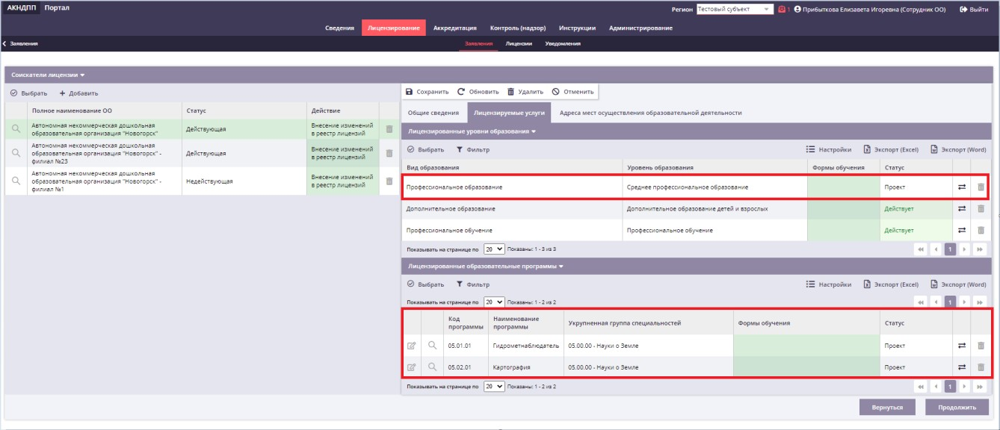 АКНДПП Портал
Регион Тестовый субъект 1 Прибыткова Елизавета Игоревна (Сотрудник ОО) Выйти
Сведения Лицензирование Аккредитация Контроль (надзор) Инструкции Администрирование
Заявления
Заявления Лицензии Уведомления
Соискатели лицензии
Выбрать + Добавить
Полное наименование ОО Статус Действие
Автономная некоммерческая дошкольная
образовательная организация "Новогорск"
Действующая
Внесение изменений
в реестр лицензий
Автономная некоммерческая дошкольная
образовательная организация "Новогорск" -
филиал №23
Действующая
Внесение изменений
в реестр лицензий
Автономная некоммерческая дошкольная
образовательная организация "Новогорск" -
филиал №1
Недействующая
Внесение изменений
в реестр лицензий
Сохранить Обновить Удалить Отменить
Общие сведения Лицензируемые услуги Адреса мест осуществления образовательной деятельности
Лицензированные уровни образования
Выбрать Фильтр Настройки Экспорт (Excel) Экспорт (Word)
Вид образования Уровень образования Формы обучения Статус
Профессиональное образование Среднее профессиональное образование Проект
Дополнительное образование Дополнительное образование детей и взрослых Действует
Профессиональное обучение Профессиональное обучение Действует
Показывать на странице по 20 Показаны: 1 - 3 из 3 1
Лицензированные образовательные программы
Выбрать Фильтр Настройки Экспорт (Excel) Экспорт (Word)
Показывать на странице по 20 Показаны: 1 - 2 из 2 1
Код
программы
Наименование
программы
Укрупненная группа специальностей Формы обучения Статус
05.01.01 Гидрометнаблюдатель 05.00.00 - Науки о Земле Проект
05.02.01 Картография 05.00.00 - Науки о Земле Проект
Показывать на странице по 20 Показаны: 1 - 2 из 2 1
Вернуться Продолжить